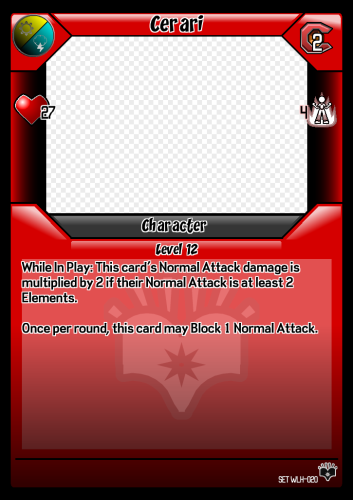 Cerari
C 2
27
4
Character
Level 12
While In Play: This card's Normal Attack damage is
multiplied by 2 if their Normal Attack is at least 2
Elements.
Once per round, this card may Block 1 Normal Attack.
SET WLH-020